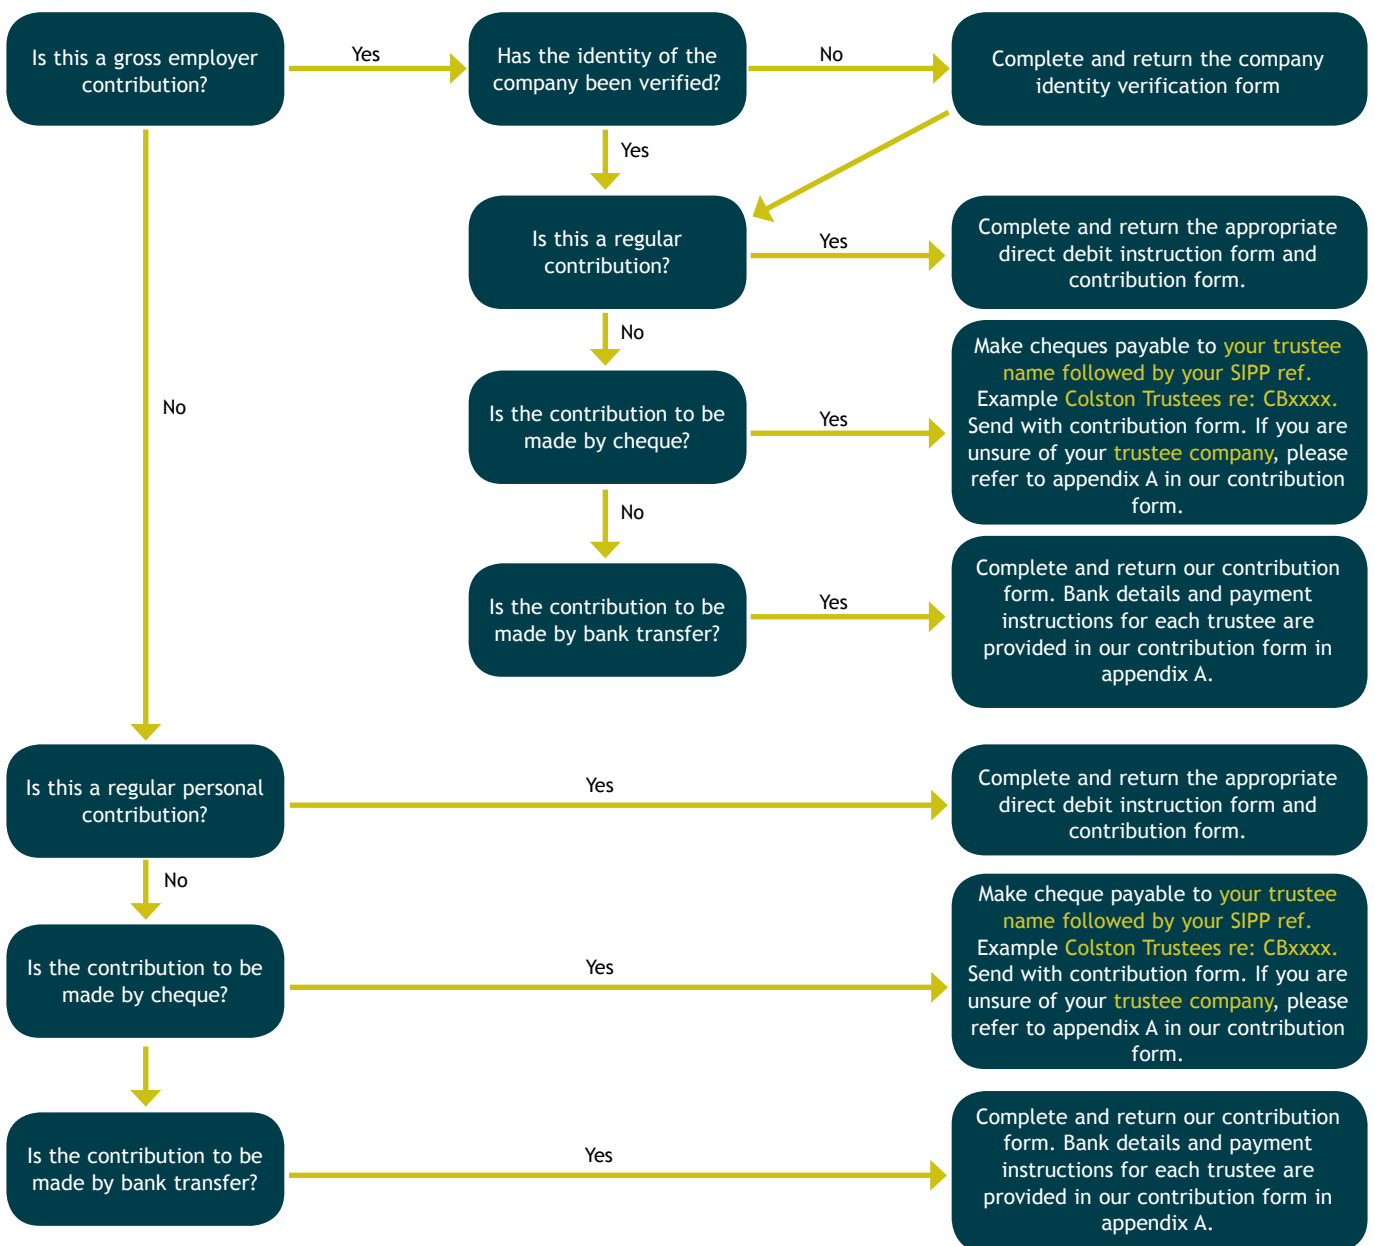 Is this a gross employer
contribution?
Yes
Has the identity of the
company been verified?
No
Complete and return the company
identity verification form
Yes
Is this a regular
contribution?
Yes
Complete and return the appropriate
direct debit instruction form and
contribution form.
No
No
Is the contribution to be
made by cheque?
Yes
Make cheques payable to your trustee
name followed by your SIPP ref.
Example Colston Trustees re: CBxxxx.
Send with contribution form. If you are
unsure of your trustee company, please
refer to appendix A in our contribution
form.
No
Is the contribution to be
made by bank transfer?
Yes
Complete and return our contribution
form. Bank details and payment
instructions for each trustee are
provided in our contribution form in
appendix A.
Is this a regular personal
contribution?
Yes
Complete and return the appropriate
direct debit instruction form and
contribution form.
No
Is the contribution to be
made by cheque?
Yes
Make cheque payable to your trustee
name followed by your SIPP ref.
Example Colston Trustees re: CBxxxx.
Send with contribution form. If you are
unsure of your trustee company, please
refer to appendix A in our contribution
form.
Is the contribution to be
made by bank transfer?
Yes
Complete and return our contribution
form. Bank details and payment
instructions for each trustee are
provided in our contribution form in
appendix A.